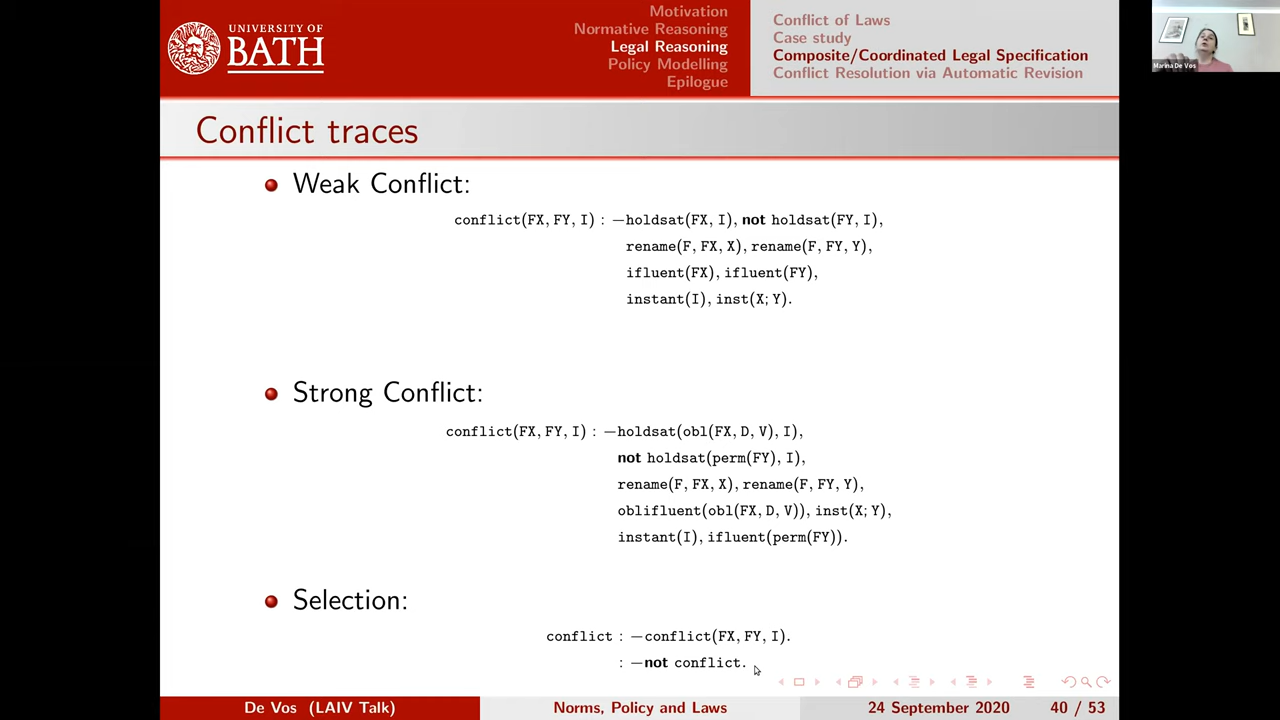 UNIVERSITY OF
BATH
Motivation
Normative Reasoning
Legal Reasoning
Policy Modelling
Epilogue
Conflict of Laws
Case study
Composite/Coordinated Legal Specification
Conflict Resolution via Automatic Revision
Marina De Vos
Conflict traces
Weak Conflict:
conflict(FX, FY, I) : −holdsat(FX, I), not holdsat(FY, I),
rename(F, FX, X), rename(F, FY, Y),
ifluent(FX), ifluent(FY),
instant(I), inst(X; Y).
Strong Conflict:
conflict(FX, FY, I) : −holdsat(obl(FX, D, V), I),
not holdsat(perm(FY), I),
rename(F, FX, X), rename(F, FY, Y),
oblifluent(obl(FX, D, V)), inst(X; Y),
instant(I), ifluent(perm(FY)).
Selection:
conflict : −conflict(FX, FY, I).
: −not conflict.
De Vos (LAIV Talk)
Norms, Policy and Laws
24 September 2020
40 / 53